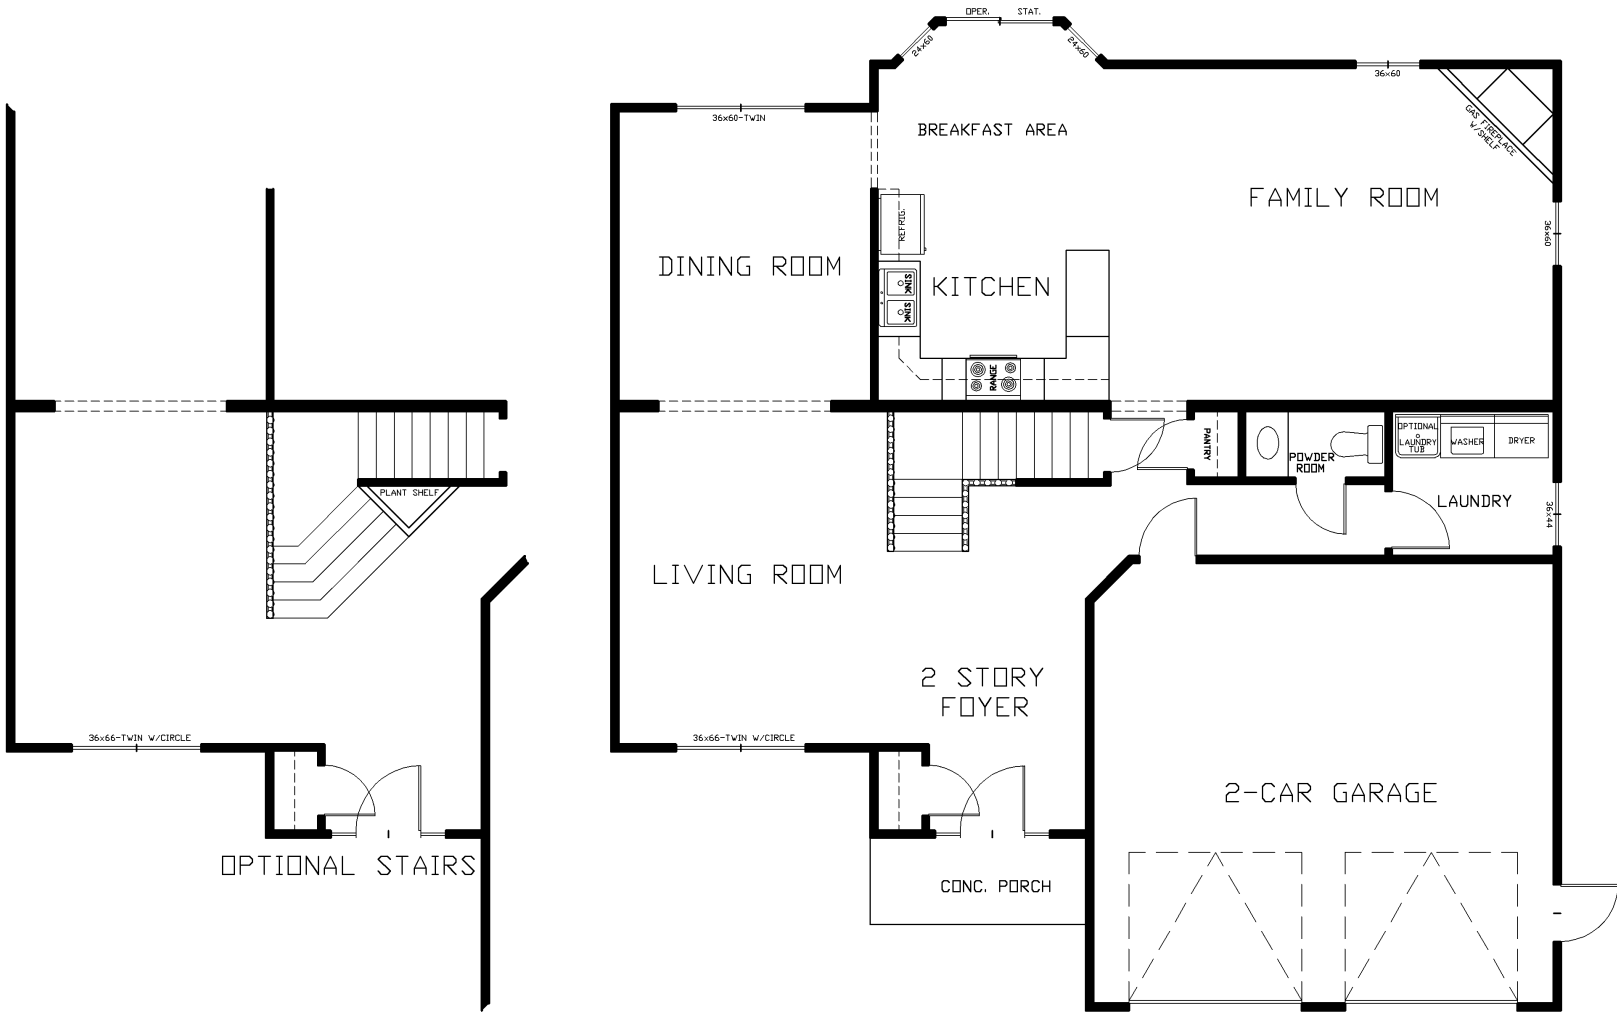 OPER. STAT.
24x60
24x60
36x60
36x60-TWIN
GAS FIREPLACE
W/SHELF
BREAKFAST AREA
FAMILY ROOM
REFRIG.
36x60
DINING ROOM
KITCHEN
SINK
SINK
RANGE
PANTRY
OPTIONAL
LAUNDRY
TUB
WASHER
DRYER
POWDER
ROOM
PLANT SHELF
LAUNDRY
36x44
LIVING ROOM
2 STORY
FOYER
36x66-TWIN W/CIRCLE
36x66-TWIN W/CIRCLE
2-CAR GARAGE
OPTIONAL STAIRS
CONC. PORCH